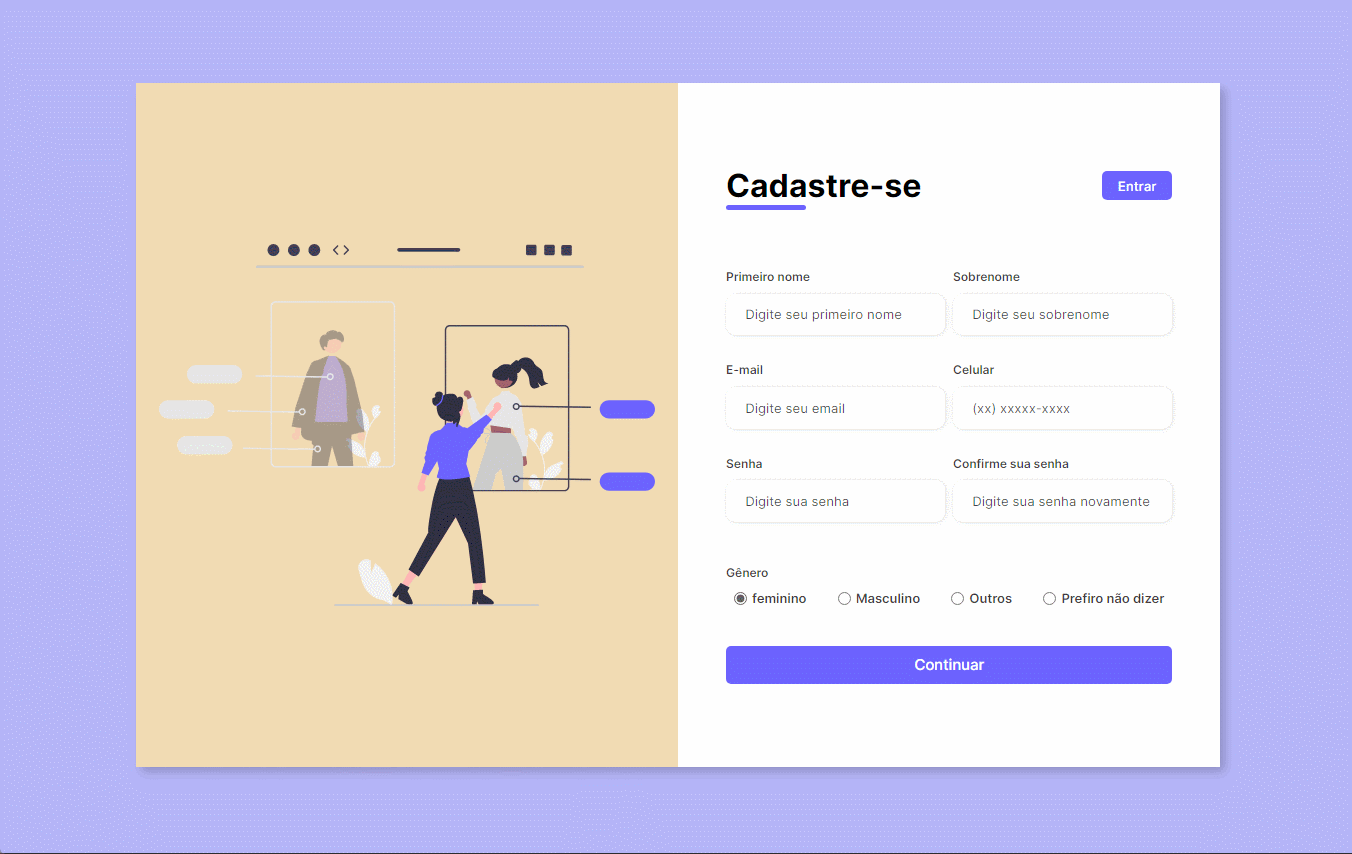 Cadastre-se
Entrar
Primeiro nome Sobrenome
Digite seu primeiro nome Digite seu sobrenome
E-mail Celular
Digite seu email (xx) xxxxx-xxxx
Senha Confirme sua senha
Digite sua senha Digite sua senha novamente
Gênero
feminino Masculino Outros Prefiro não dizer
Continuar